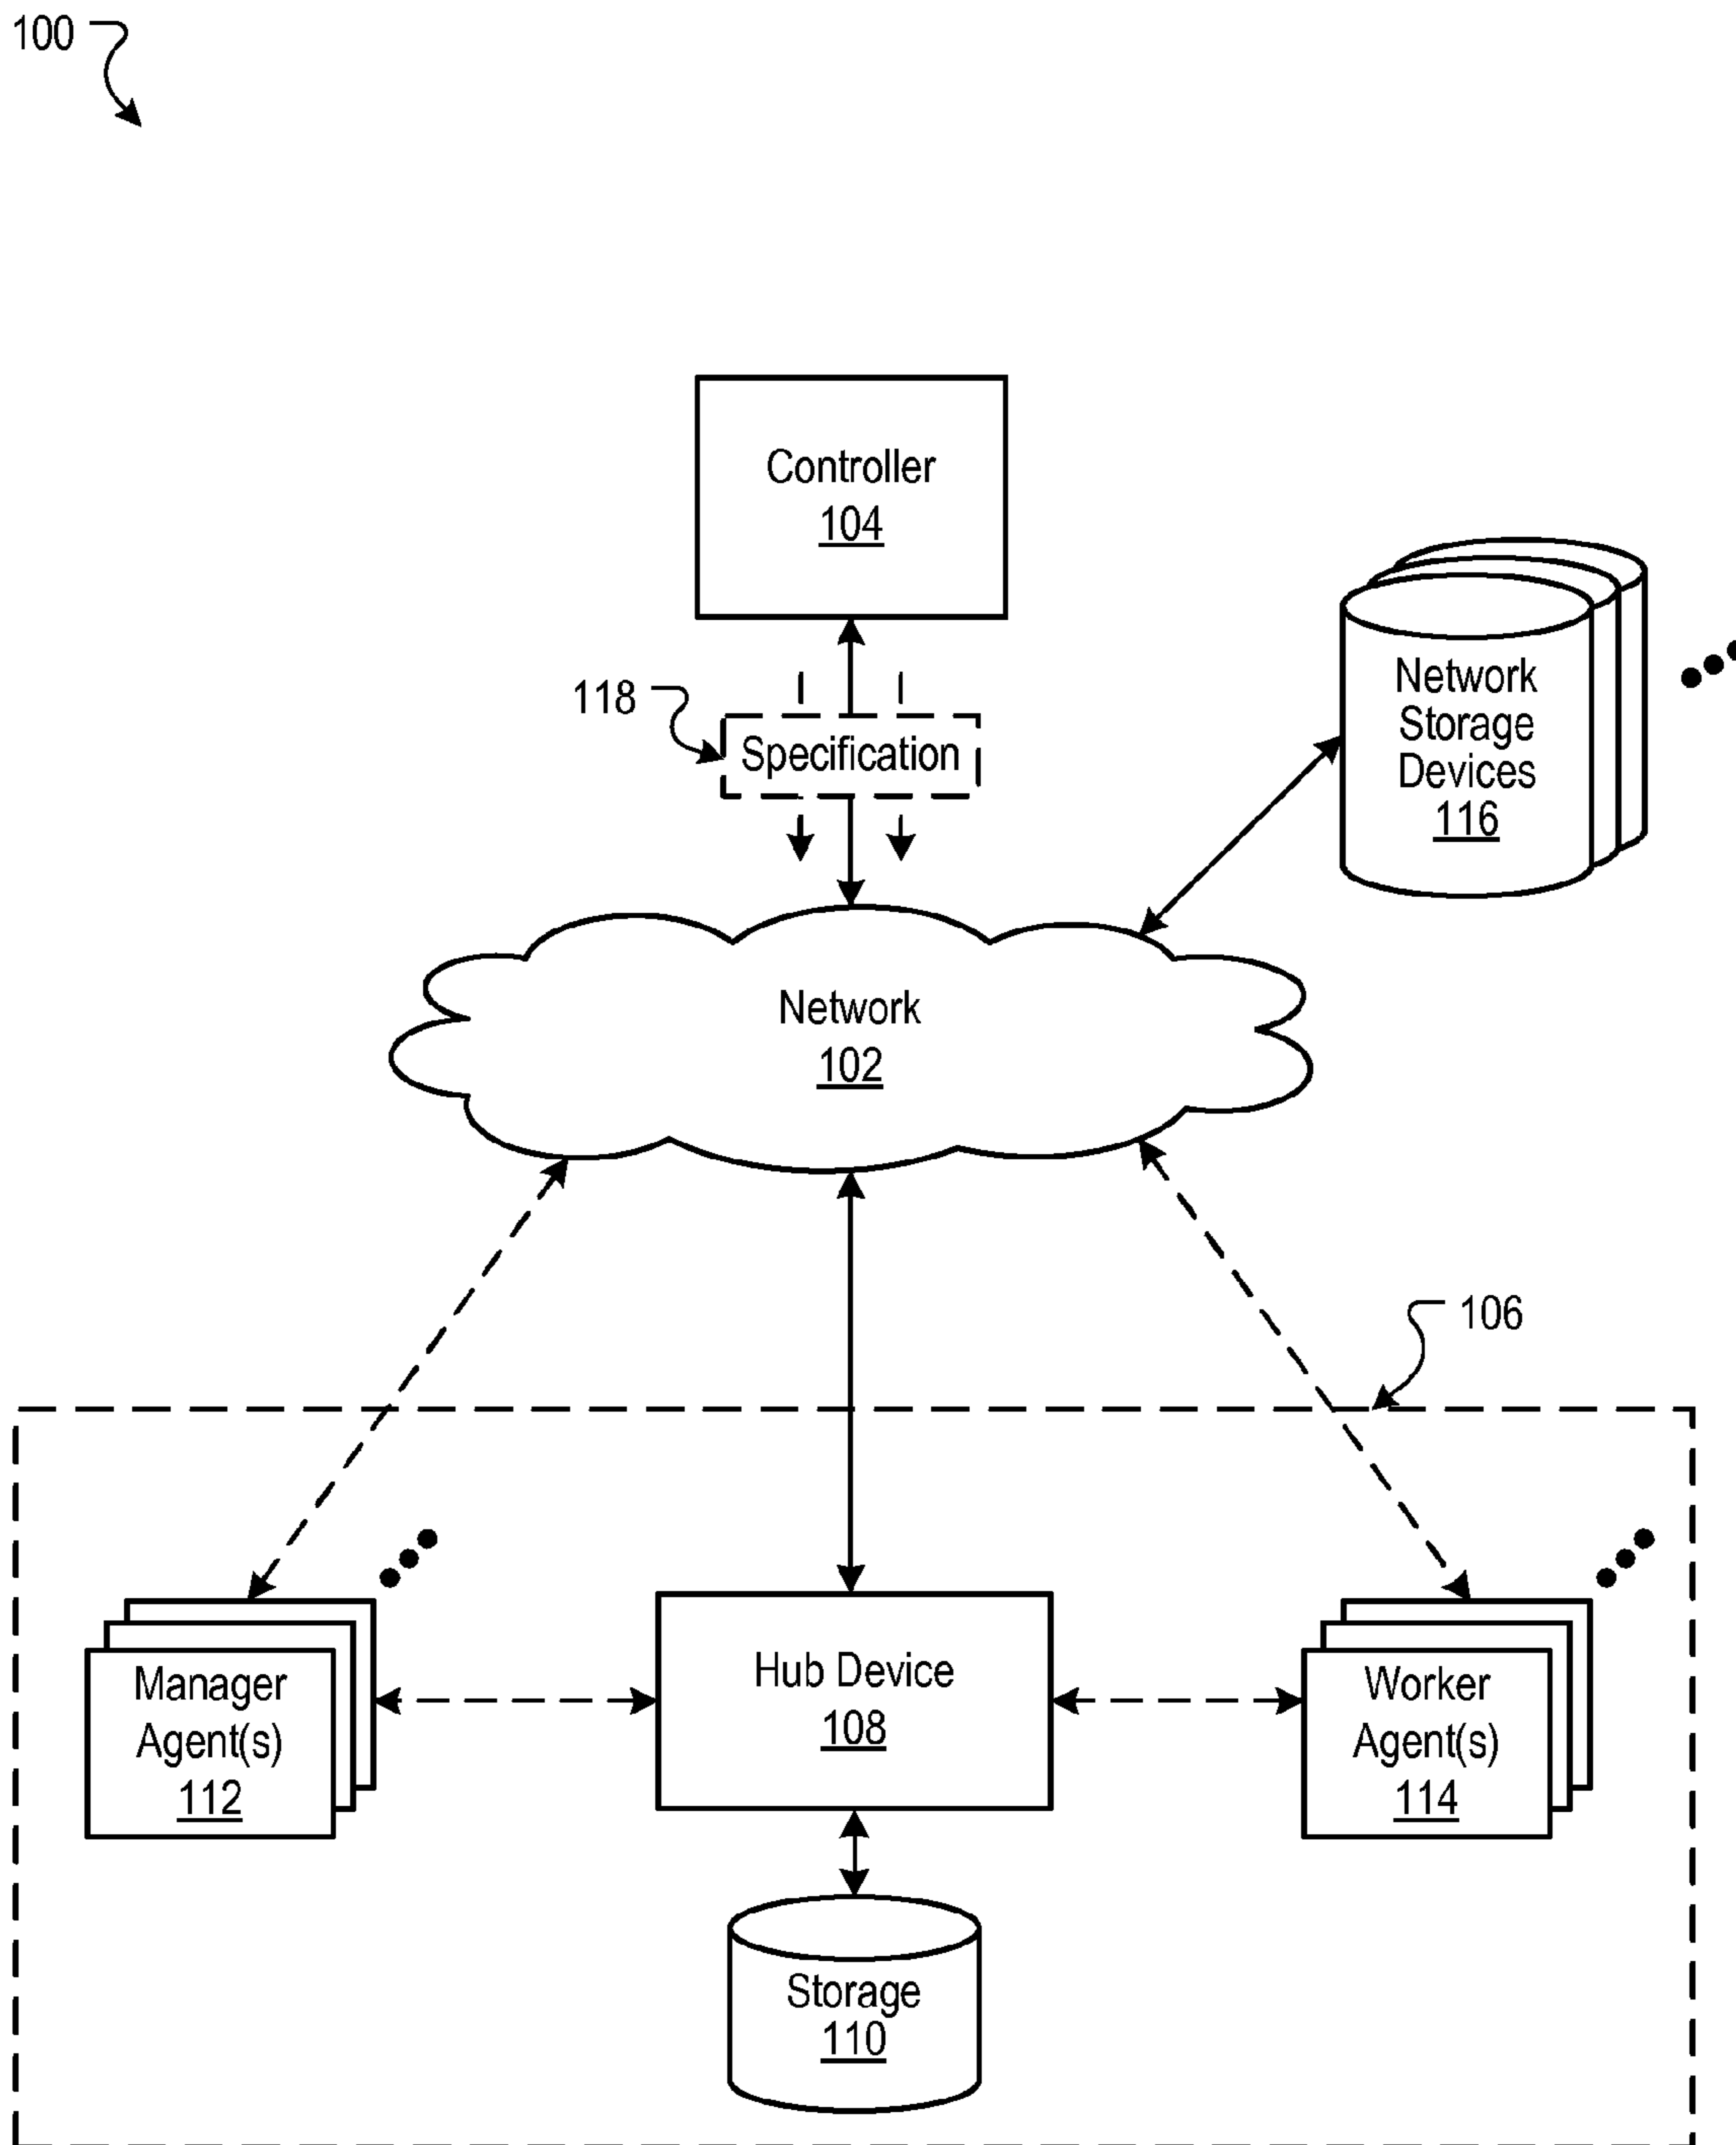 100
Controller
104
Network
Storage
Devices
116
118
Specification
Network
102
106
Manager
Agent(s)
112
Hub Device
108
Worker
Agent(s)
114
Storage
110